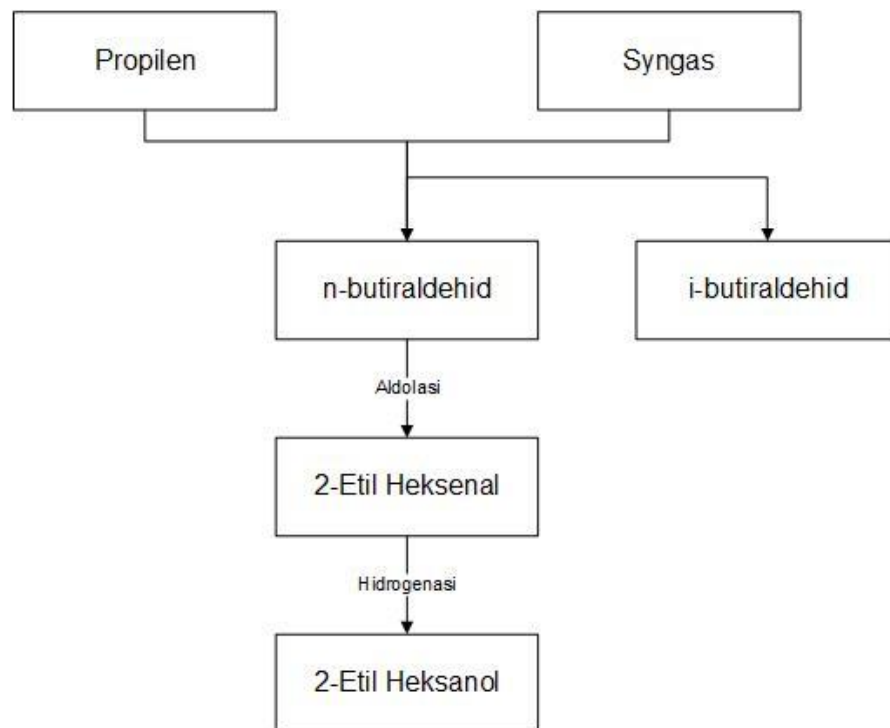 Propilen
Syngas
n-butiraldehid
i-butiraldehid
Aldolasi
2-Etil Heksenal
Hidrogenasi
2-Etil Heksanol